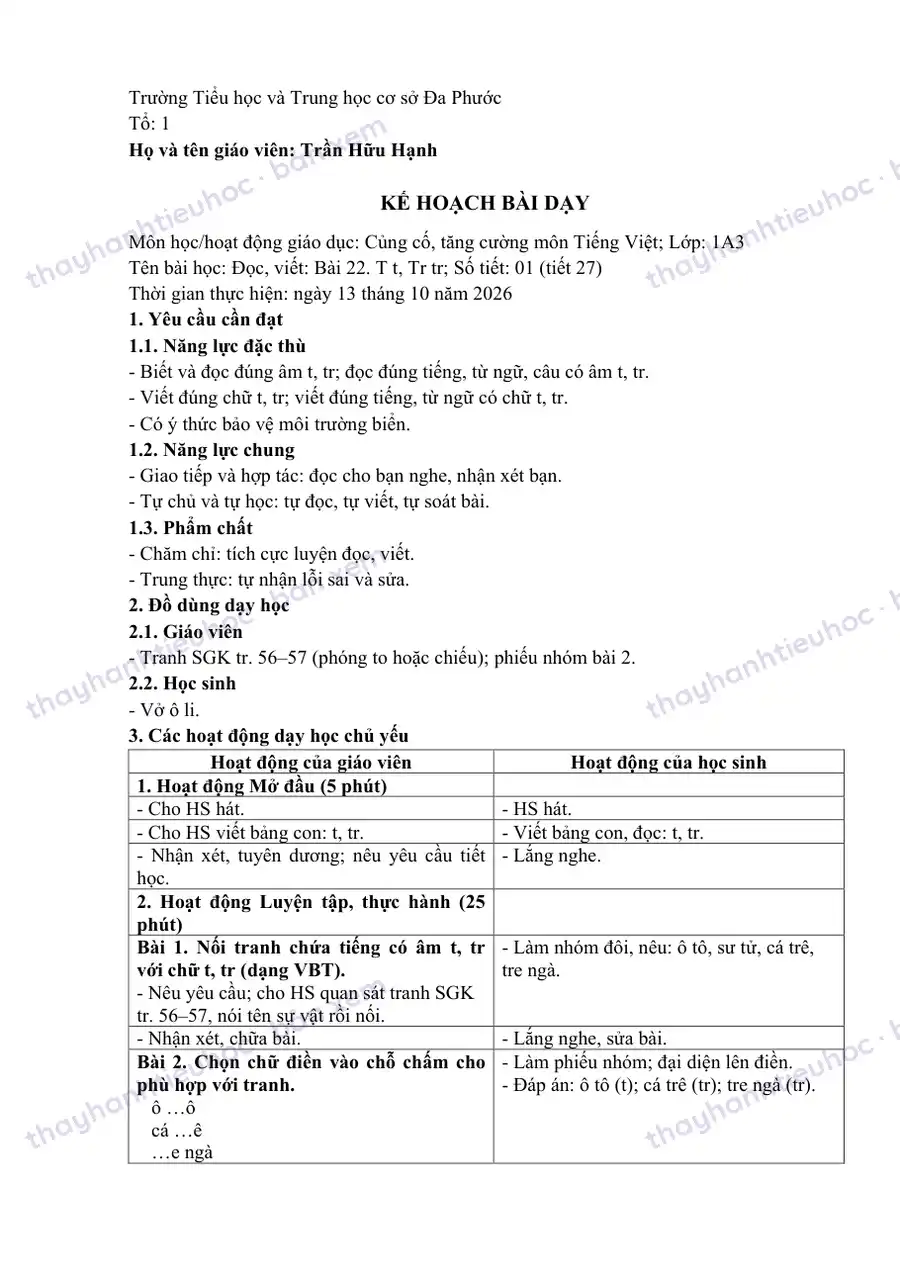 Trường Tiểu học và Trung học cơ sở Đa Phước
Tổ: 1
Họ và tên giáo viên: Trần Hữu Hạnh
KẾ HOẠCH BÀI DẠY
Môn học/hoạt động giáo dục: Củng cố, tăng cường môn Tiếng Việt; Lớp: 1A3
Tên bài học: Đọc, viết: Bài 22. T t, Tr tr; Số tiết: 01 (tiết 27)
Thời gian thực hiện: ngày 13 tháng 10 năm 2026
1. Yêu cầu cần đạt
1.1. Năng lực đặc thù
- Biết và đọc đúng âm t, tr; đọc đúng tiếng, từ ngữ, câu có âm t, tr.
- Viết đúng chữ t, tr; viết đúng tiếng, từ ngữ có chữ t, tr.
- Có ý thức bảo vệ môi trường biển.
1.2. Năng lực chung
- Giao tiếp và hợp tác: đọc cho bạn nghe, nhận xét bạn.
- Tự chủ và tự học: tự đọc, tự viết, tự soát bài.
1.3. Phẩm chất
- Chăm chỉ: tích cực luyện đọc, viết.
- Trung thực: tự nhận lỗi sai và sửa.
2. Đồ dùng dạy học
2.1. Giáo viên
- Tranh SGK tr. 56–57 (phóng to hoặc chiếu); phiếu nhóm bài 2.
2.2. Học sinh
- Vở ô li.
3. Các hoạt động dạy học chủ yếu
Hoạt động của giáo viên
Hoạt động của học sinh
1. Hoạt động Mở đầu (5 phút)
- Cho HS hát.
- HS hát.
- Cho HS viết bảng con: t, tr.
- Viết bảng con, đọc: t, tr.
- Nhận xét, tuyên dương; nêu yêu cầu tiết
học.
- Lắng nghe.
2. Hoạt động Luyện tập, thực hành (25
phút)
Bài 1. Nối tranh chứa tiếng có âm t, tr
với chữ t, tr (dạng VBT).
- Nêu yêu cầu; cho HS quan sát tranh SGK
tr. 56–57, nói tên sự vật rồi nối.
- Làm nhóm đôi, nêu: ô tô, sư tử, cá trê,
tre ngà.
- Nhận xét, chữa bài.
- Lắng nghe, sửa bài.
Bài 2. Chọn chữ điền vào chỗ chấm cho
phù hợp với tranh.
ô …ô
cá …ê
…e ngà
- Làm phiếu nhóm; đại diện lên điền.
- Đáp án: ô tô (t); cá trê (tr); tre ngà (tr).
thayhanhtieuhoc · bản xem
thayhanhtieuhoc · b
thayhanhtieuhoc · bản xem
thayhanhtieuhoc · b
thayhanhtieuhoc · bản xem
thayhanhtieuhoc · b